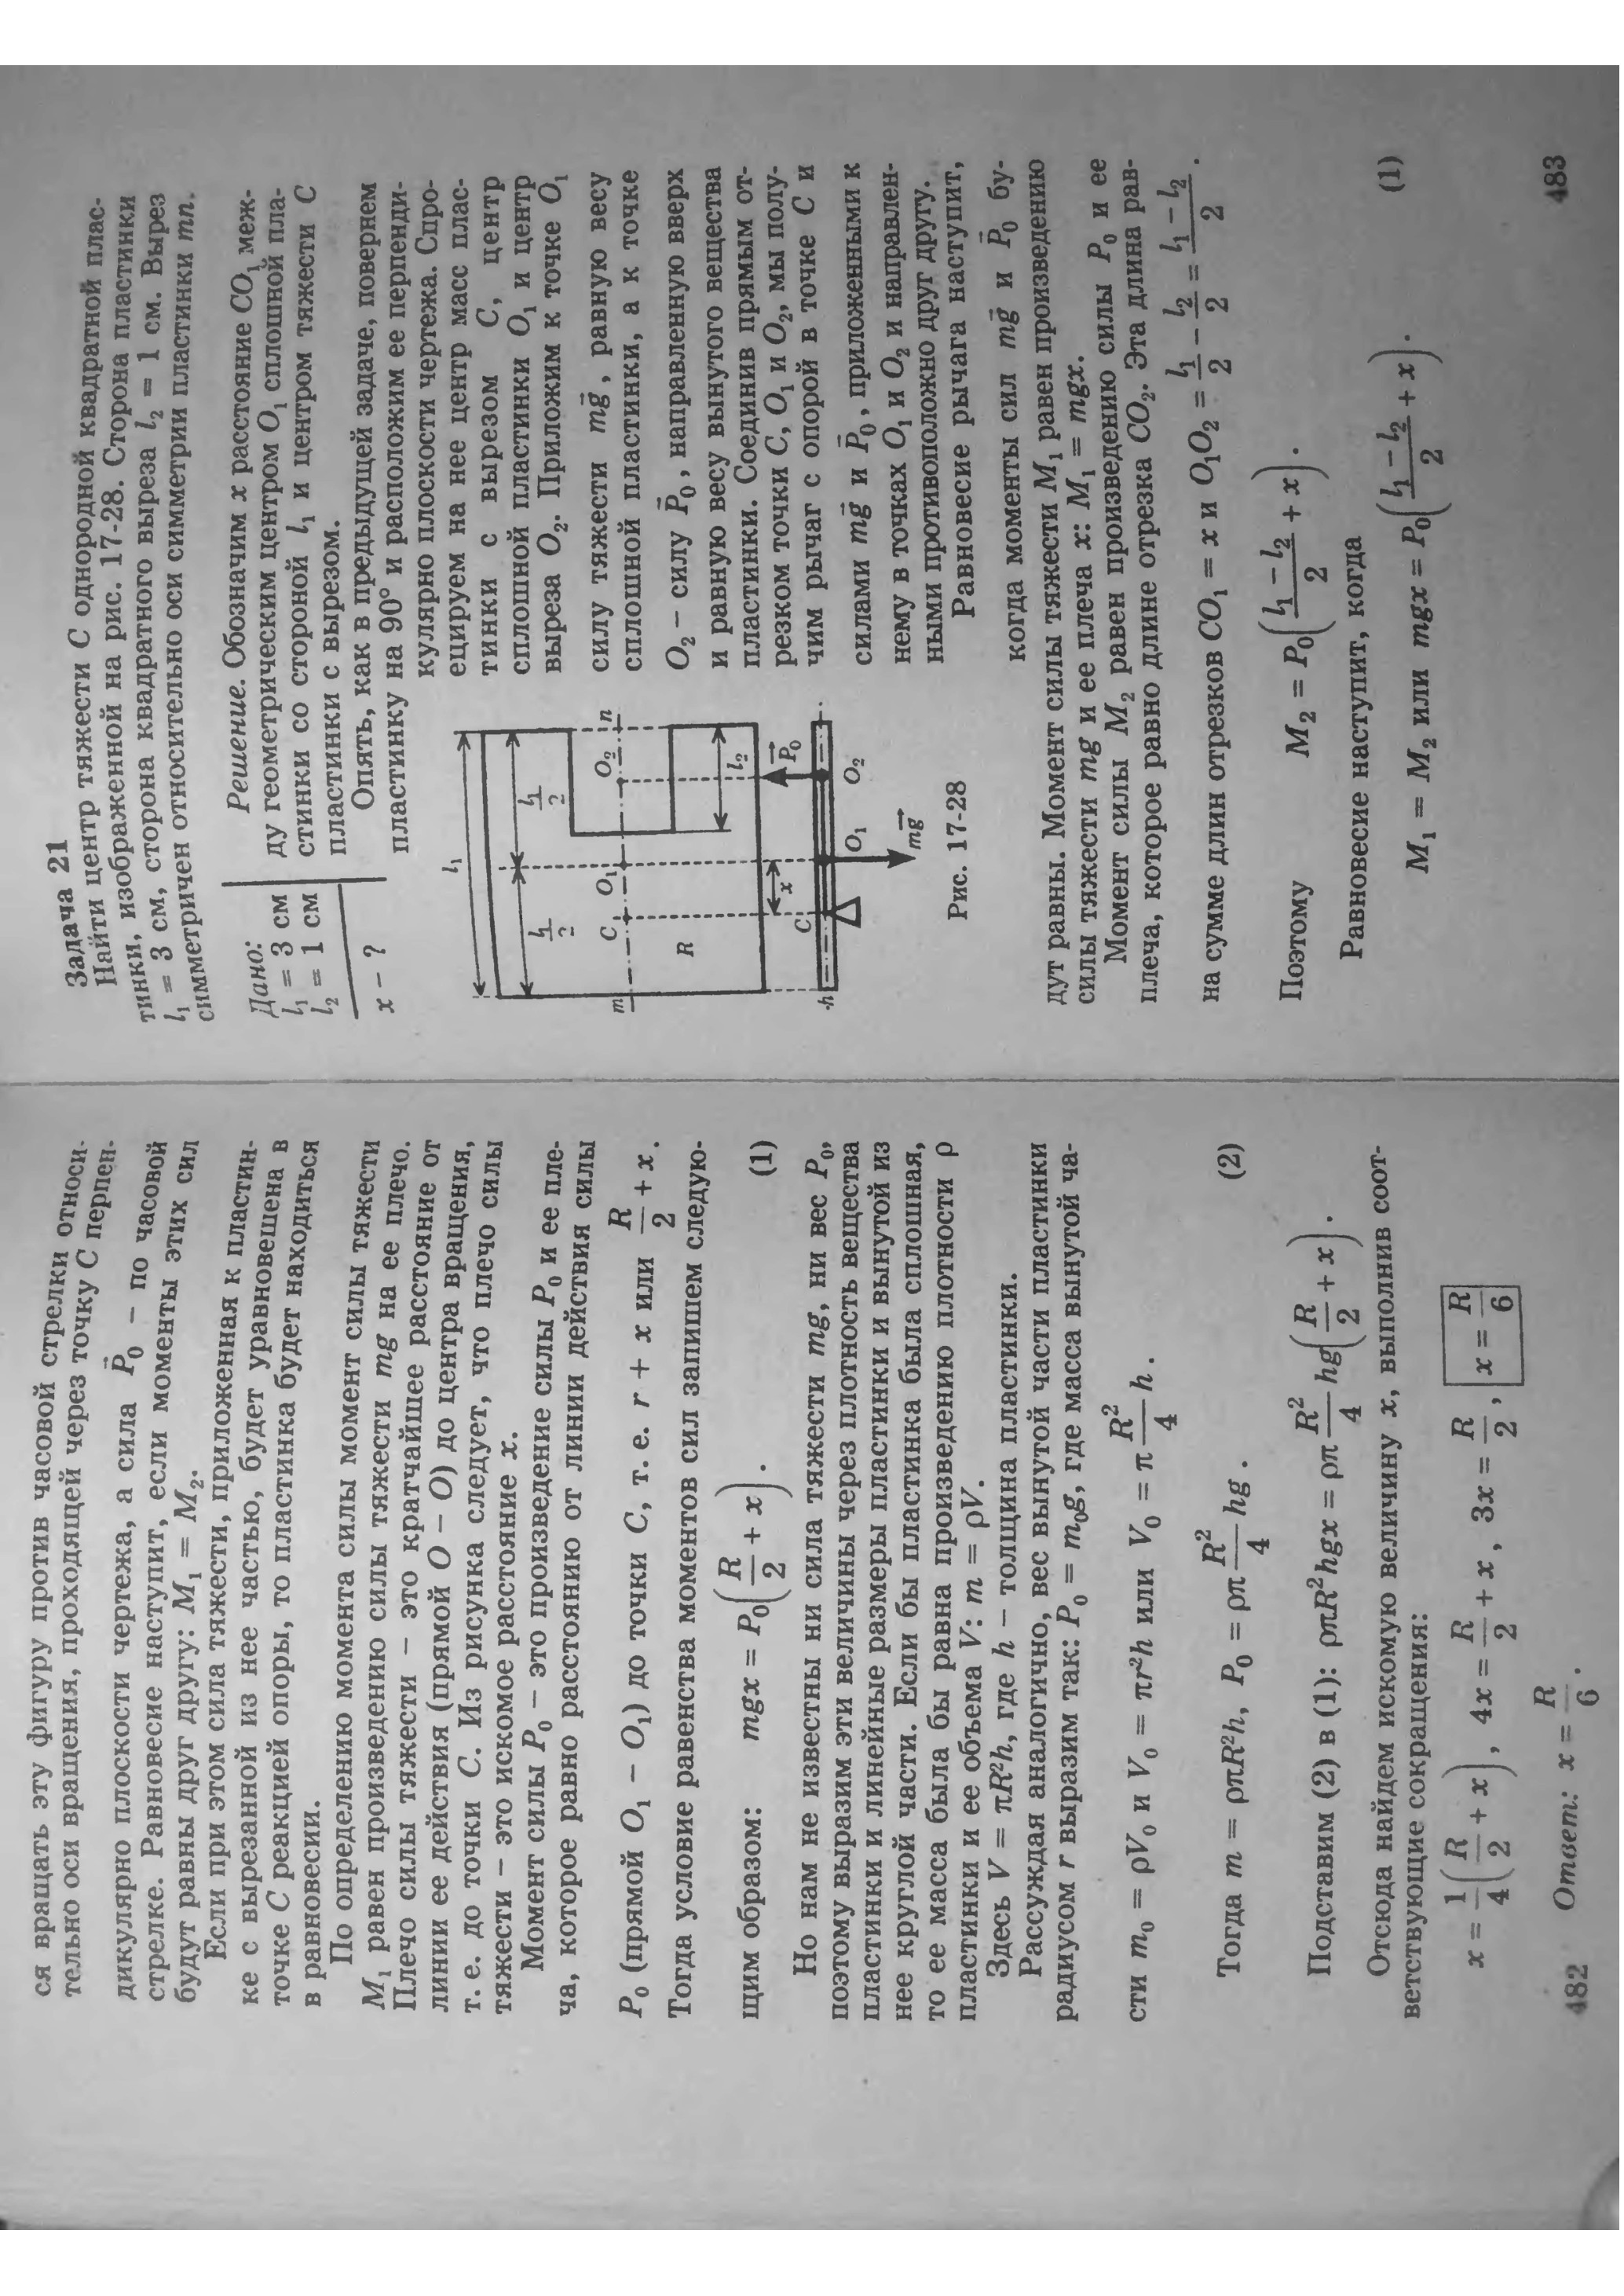 ся вращать эту фигуру против часовой стрелки относи-
тельно оси вращения, проходящей через точку C перпен-
дикулярно плоскости чертежа, а сила P⃗₀ – по часовой
стрелке. Равновесие наступит, если моменты этих сил
будут равны друг другу: M₁ = M₂.
Если при этом сила тяжести, приложенная к пластин-
ке с вырезанной из нее частью, будет уравновешена в
точке C реакцией опоры, то пластинка будет находиться
в равновесии.
По определению момента силы момент силы тяжести
M₁ равен произведению силы тяжести mg на ее плечо.
Плечо силы тяжести – это кратчайшее расстояние от
линии ее действия (прямой O – O) до центра вращения,
т. е. до точки C. Из рисунка следует, что плечо силы
тяжести – это искомое расстояние x.
Момент силы P₀ – это произведение силы P₀ и ее пле-
ча, которое равно расстоянию от линии действия силы
P₀ (прямой O₁ – O₁) до точки C, т. е. r + x или R/2 + x.
Тогда условие равенства моментов сил запишем следую-
щим образом: mgx = P₀(R/2 + x). (1)
Но нам не известны ни сила тяжести mg, ни вес P₀,
поэтому выразим эти величины через плотность вещества
пластинки и линейные размеры пластинки и вынутой из
нее круглой части. Если бы пластинка была сплошная,
то ее масса была бы равна произведению плотности ρ
пластинки и ее объема V: m = ρV.
Здесь V = πR²h, где h – толщина пластинки.
Рассуждая аналогично, вес вынутой части пластинки
радиусом r выразим так: P₀ = m₀g, где масса вынутой ча-
сти m₀ = ρV₀ и V₀ = πr²h или V₀ = π R²/4 h.
Тогда m = ρπR²h, P₀ = ρπ R²/4 hg. (2)
Подставим (2) в (1): ρπR²hgx = ρπ R²/4 hg(R/2 + x).
Отсюда найдем искомую величину x, выполнив соот-
ветствующие сокращения:
x = 1/4(R/2 + x), 4x = R/2 + x, 3x = R/2, x = R/6
Ответ: x = R/6.
482
Задача 21
Найти центр тяжести C однородной квадратной плас-
тинки, изображенной на рис. 17-28. Сторона пластинки
l₁ = 3 см, сторона квадратного выреза l₂ = 1 см. Вырез
симметричен относительно оси симметрии пластинки mn.
Дано:
l₁ = 3 см
l₂ = 1 см
x – ?
Решение. Обозначим x расстояние CO₁ меж-
ду геометрическим центром O₁ сплошной пла-
стинки со стороной l₁ и центром тяжести C
пластинки с вырезом.
Опять, как в предыдущей задаче, повернем
пластинку на 90° и расположим ее перпенди-
кулярно плоскости чертежа. Спро-
ецируем на нее центр масс плас-
тинки с вырезом C, центр
сплошной пластинки O₁ и центр
выреза O₂. Приложим к точке O₁
силу тяжести mg⃗, равную весу
сплошной пластинки, а к точке
O₂ – силу P⃗₀, направленную вверх
и равную весу вынутого вещества
пластинки. Соединив прямым от-
резком точки C, O₁ и O₂, мы полу-
чим рычаг с опорой в точке C и
силами mg⃗ и P⃗₀, приложенными к
нему в точках O₁ и O₂ и направлен-
ными противоположно друг другу.
Равновесие рычага наступит,
когда моменты сил mg⃗ и P⃗₀ бу-
l₁
l₁/2
l₁/2
m
C
O₁
O₂
n
R
l₂
x
P⃗₀
h
C
O₁
O₂
mg⃗
Рис. 17-28
дут равны. Момент силы тяжести M₁ равен произведению
силы тяжести mg и ее плеча x: M₁ = mgx.
Момент силы M₂ равен произведению силы P₀ и ее
плеча, которое равно длине отрезка CO₂. Эта длина рав-
на сумме длин отрезков CO₁ = x и O₁O₂ = l₁/2 – l₂/2 = (l₁ – l₂)/2.
Поэтому M₂ = P₀((l₁ – l₂)/2 + x).
Равновесие наступит, когда
M₁ = M₂ или mgx = P₀((l₁ – l₂)/2 + x). (1)
483